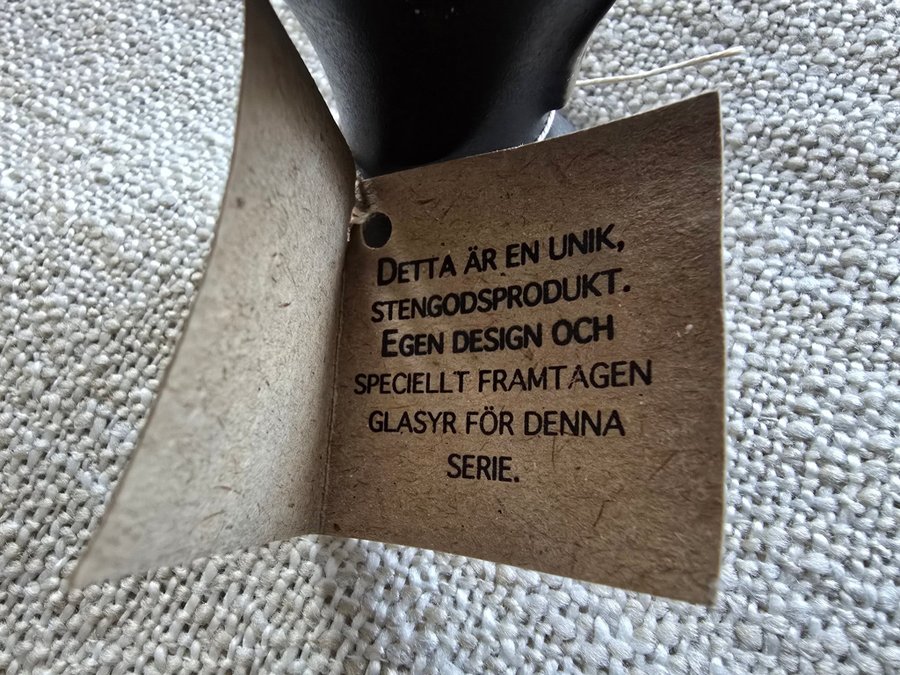 DETTA ÄR EN UNIK,
STENGODSPRODUKT.
EGEN DESIGN OCH
SPECIELLT FRAMTAGEN
GLASYR FÖR DENNA
SERIE.